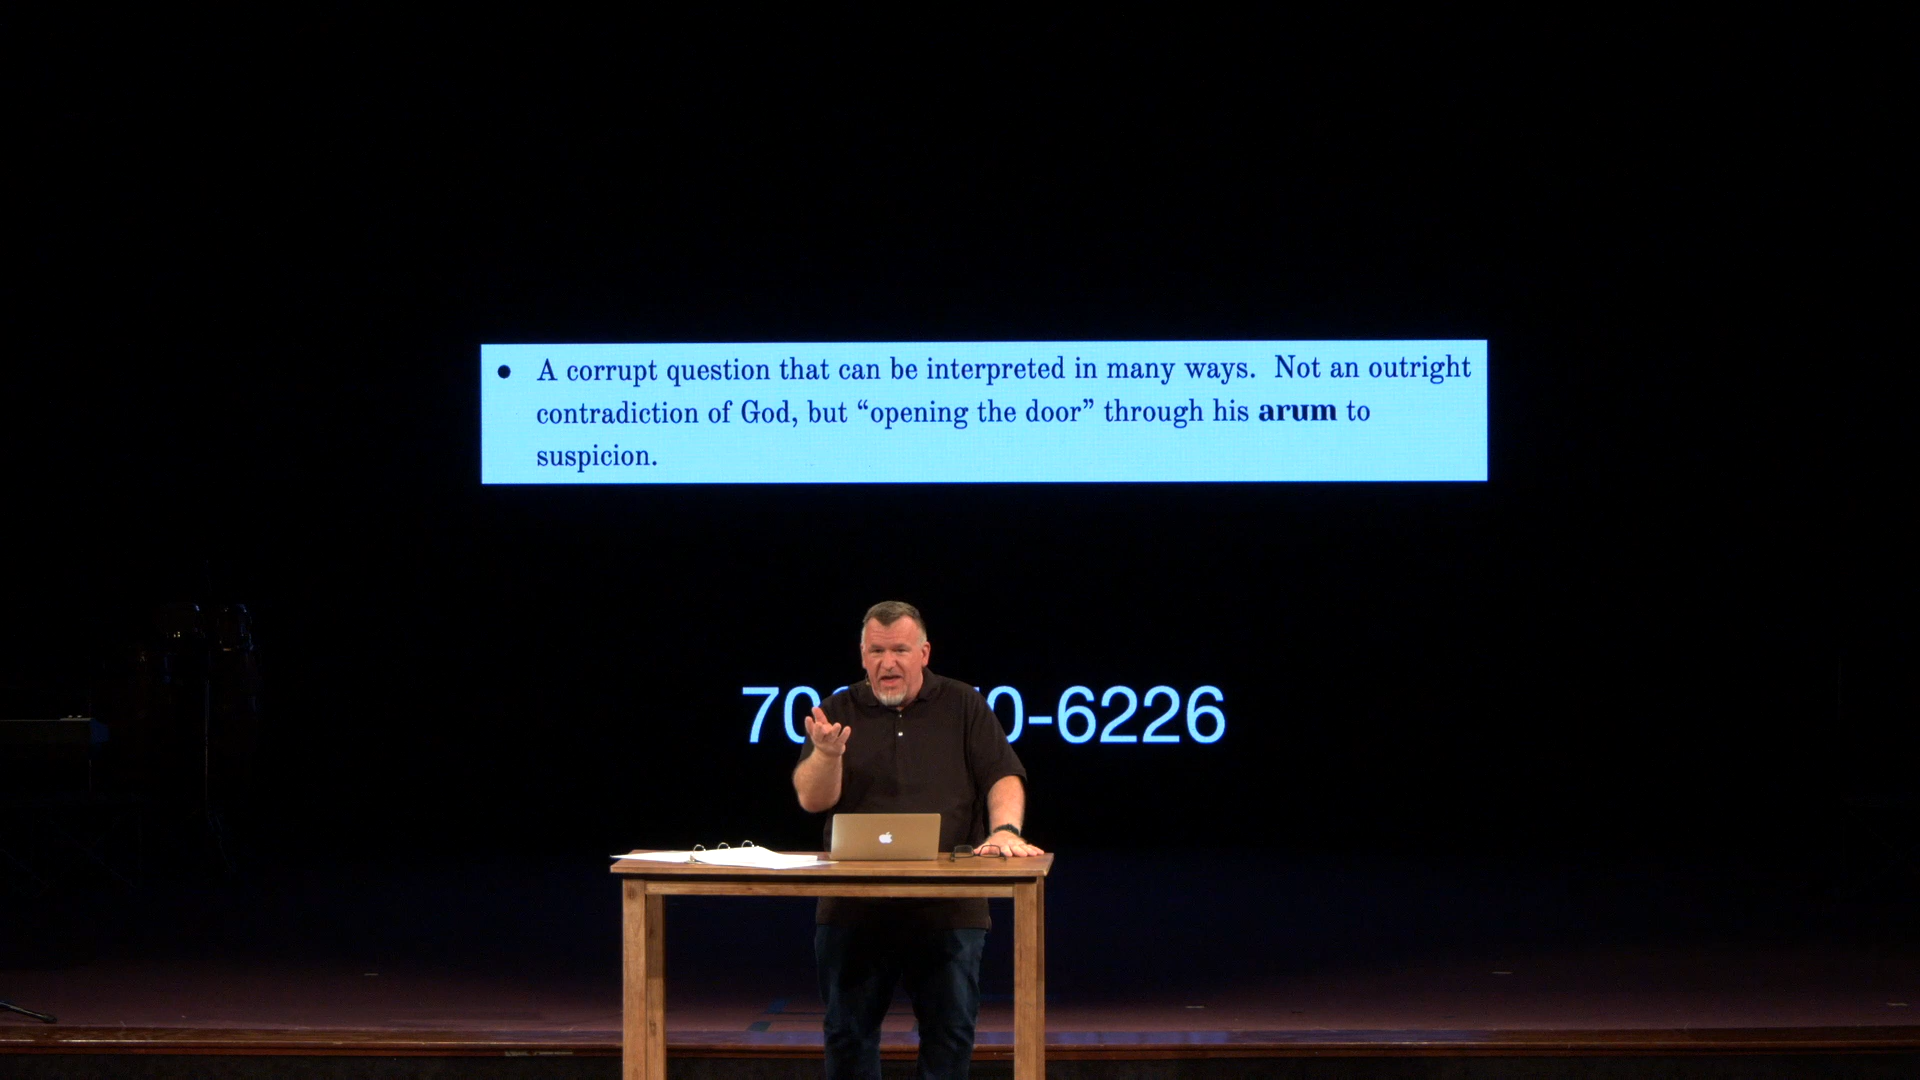 • A corrupt question that can be interpreted in many ways. Not an outright
contradiction of God, but “opening the door” through his arum to
suspicion.
70 0-6226